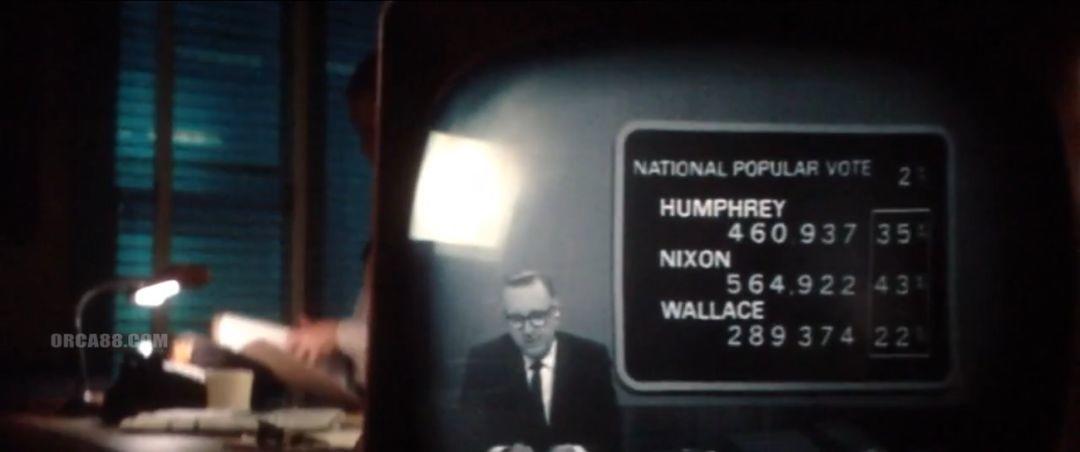 NATIONAL POPULAR VOTE 2%
HUMPHREY
460,937 35%
NIXON
564,922 43%
WALLACE
289,374 22%
ORCA88.COM